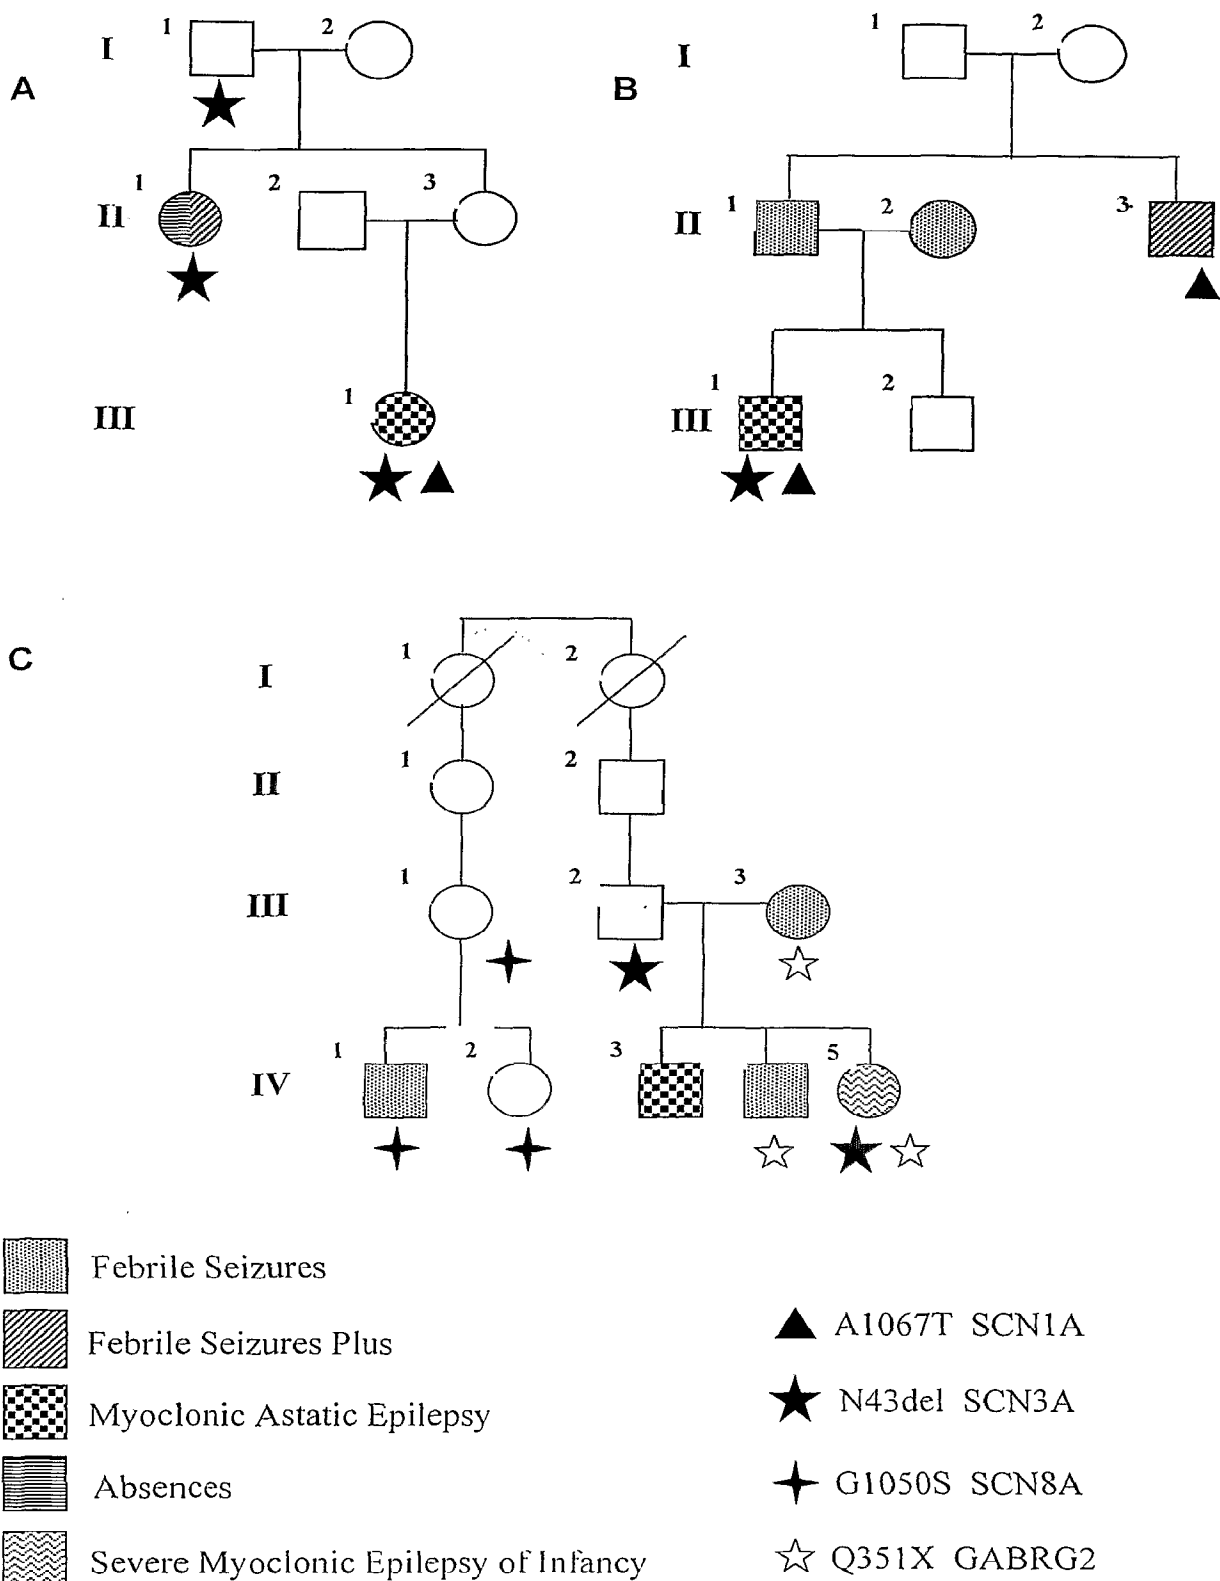 1 2 1 2
I I
A B
1 2 3 1 2 3
II II
1 1 2
III III
C
1 2
I
1 2
II
1 2 3
III
1 2 3 5
IV
Febrile Seizures
Febrile Seizures Plus
Myoclonic Astatic Epilepsy
Absences
Severe Myoclonic Epilepsy of Infancy
A1067T SCN1A
N43del SCN3A
G1050S SCN8A
Q351X GABRG2